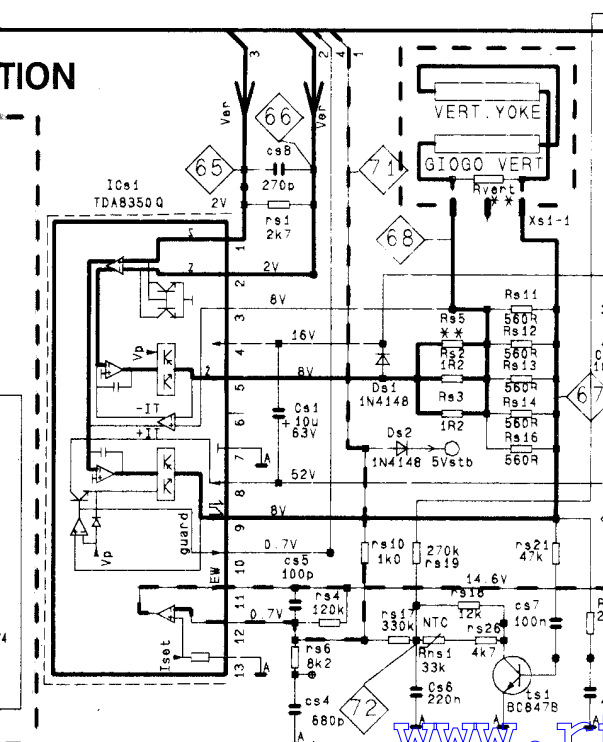 TION
3
2
4
1
Ver
Ver
66
65
cs8
270p
71
VERT.YOKE
GIOGO VERT
Rvert
**
Xs1-1
68
ICs1
TDA8350Q
2V
rs1
2k7
1
2V
2
8V
3
16V
4
8V
5
6
7
52V
8
8V
9
0.7V
10
11
0.7V
12
13
Vp
-IT
+IT
Vp
guard
EW
Iset
A
A
Cs1
+ 10u
63V
Ds1
1N4148
Ds2
1N4148
5Vstb
Rs5
**
Rs2
1R2
Rs3
1R2
Rs11
560R
Rs12
560R
Rs13
560R
Rs14
560R
Rs16
560R
67
rs10
1k0
270k
rs19
rs21
47k
14.6V
cs5
100p
rs4
120k
rs6
8k2
cs4
680p
A
330k
NTC
Rns1
33k
rs18
12k
rs26
4k7
cs7
100n
Cs6
220n
ts1
BC847B
72
A
A
A
www.